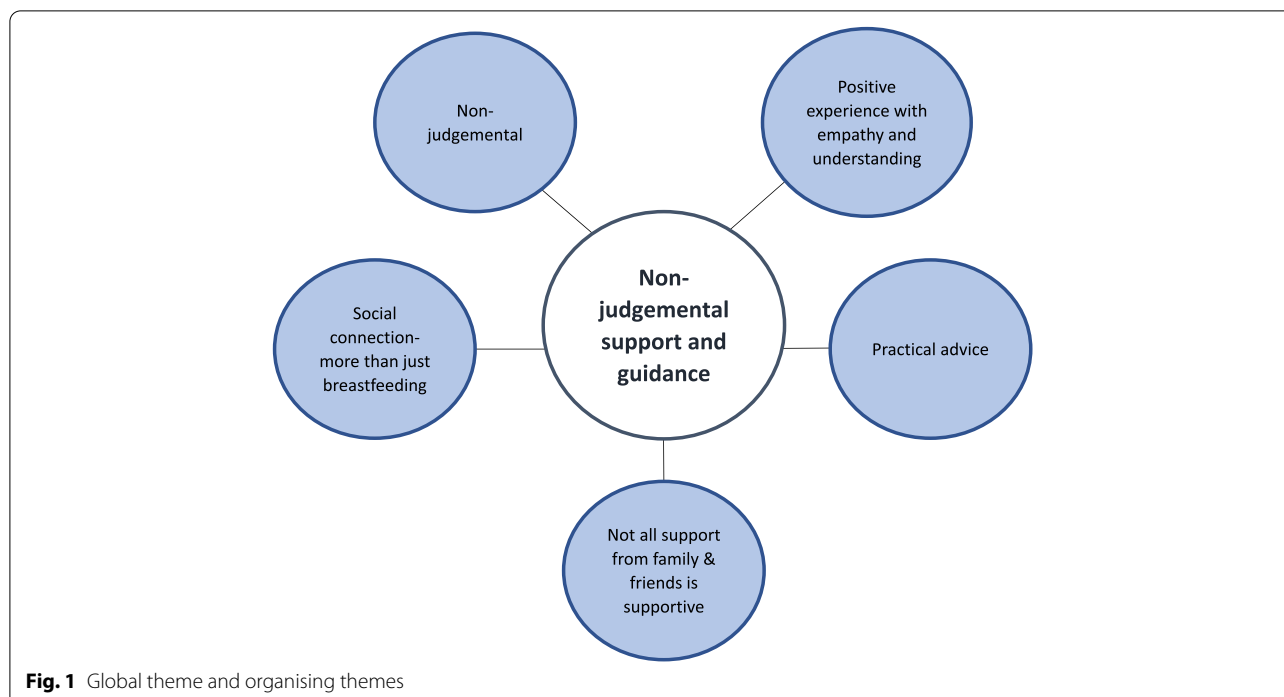 Non-
judgemental
Positive
experience with
empathy and
understanding
Social
connection-
more than just
breastfeeding
Non-
judgemental
support and
guidance
Practical advice
Not all support
from family &
friends is
supportive
Fig. 1 Global theme and organising themes